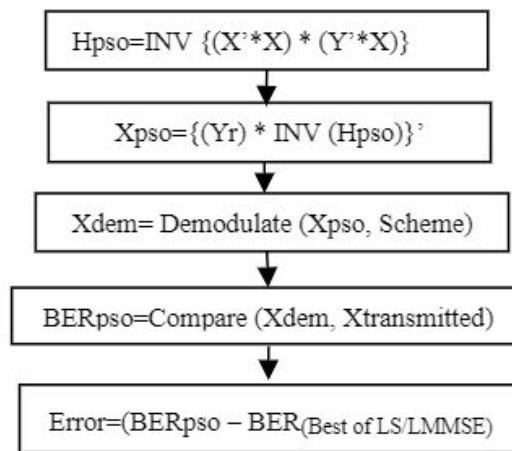 Hpso=INV {(X’*X) * (Y’*X)}
Xpso={(Yr) * INV (Hpso)}’
Xdem= Demodulate (Xpso, Scheme)
BERpso=Compare (Xdem, Xtransmitted)
Error=(BERpso – BER(Best of LS/LMMSE)